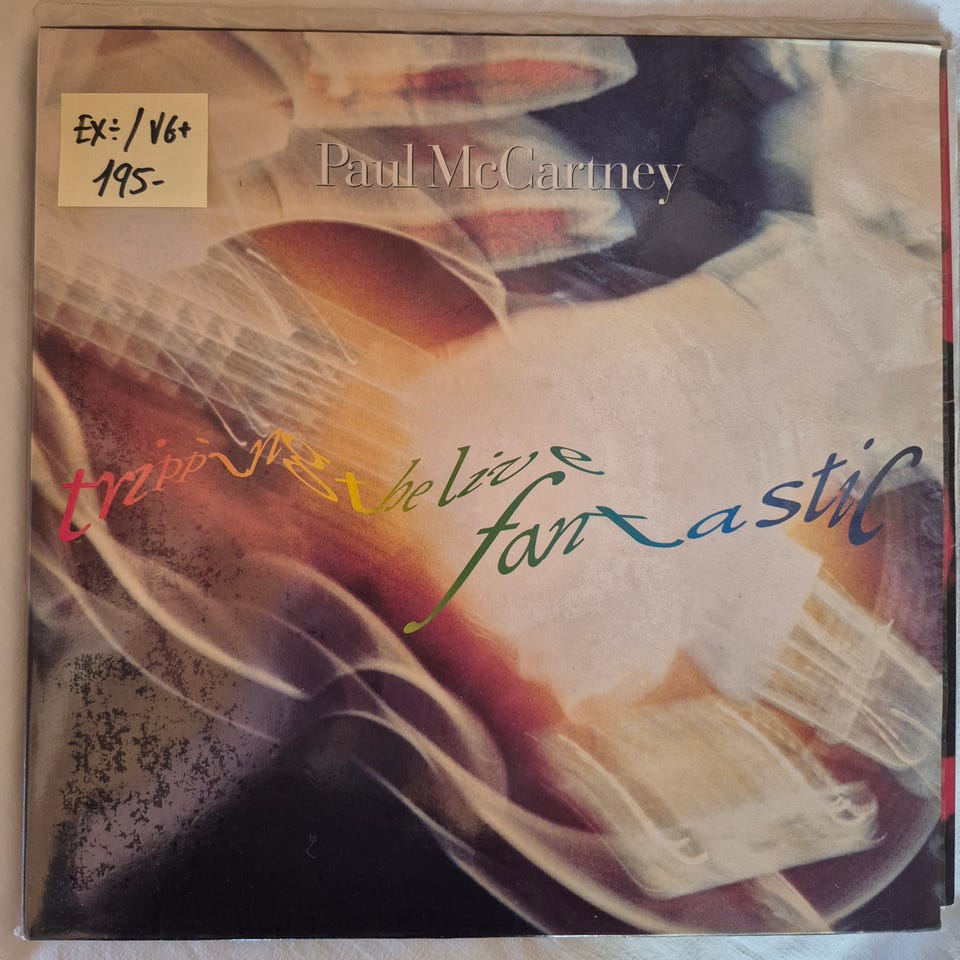 EX÷/VG+
195-
Paul McCartney
tripping the live fantastic